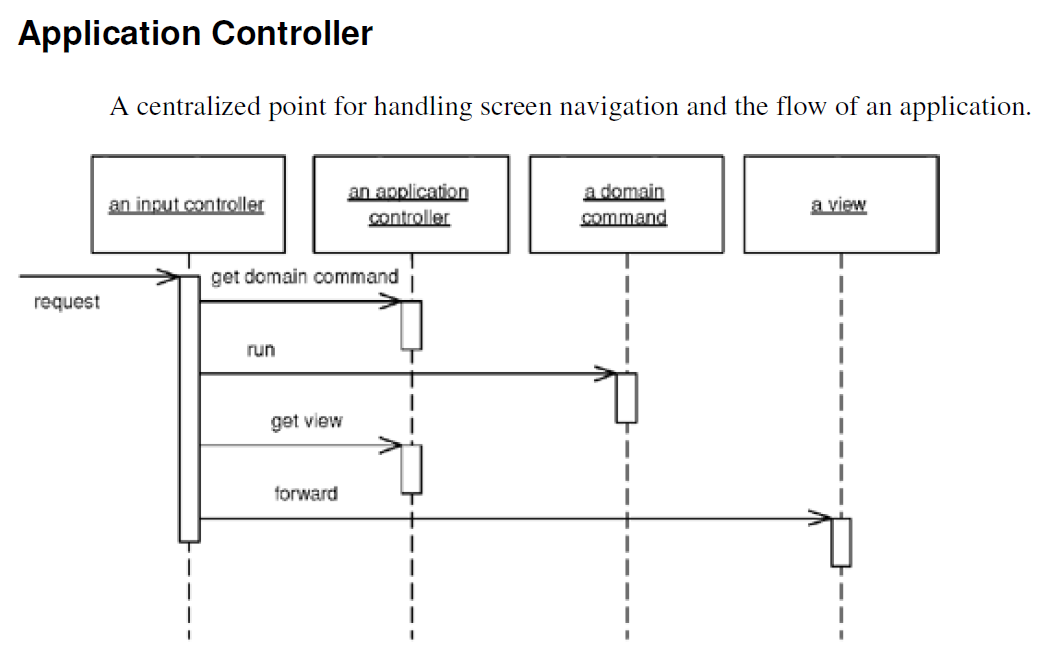 Application Controller
A centralized point for handling screen navigation and the flow of an application.
an input controller
an application
controller
a domain
command
a view
get domain command
request
run
get view
forward